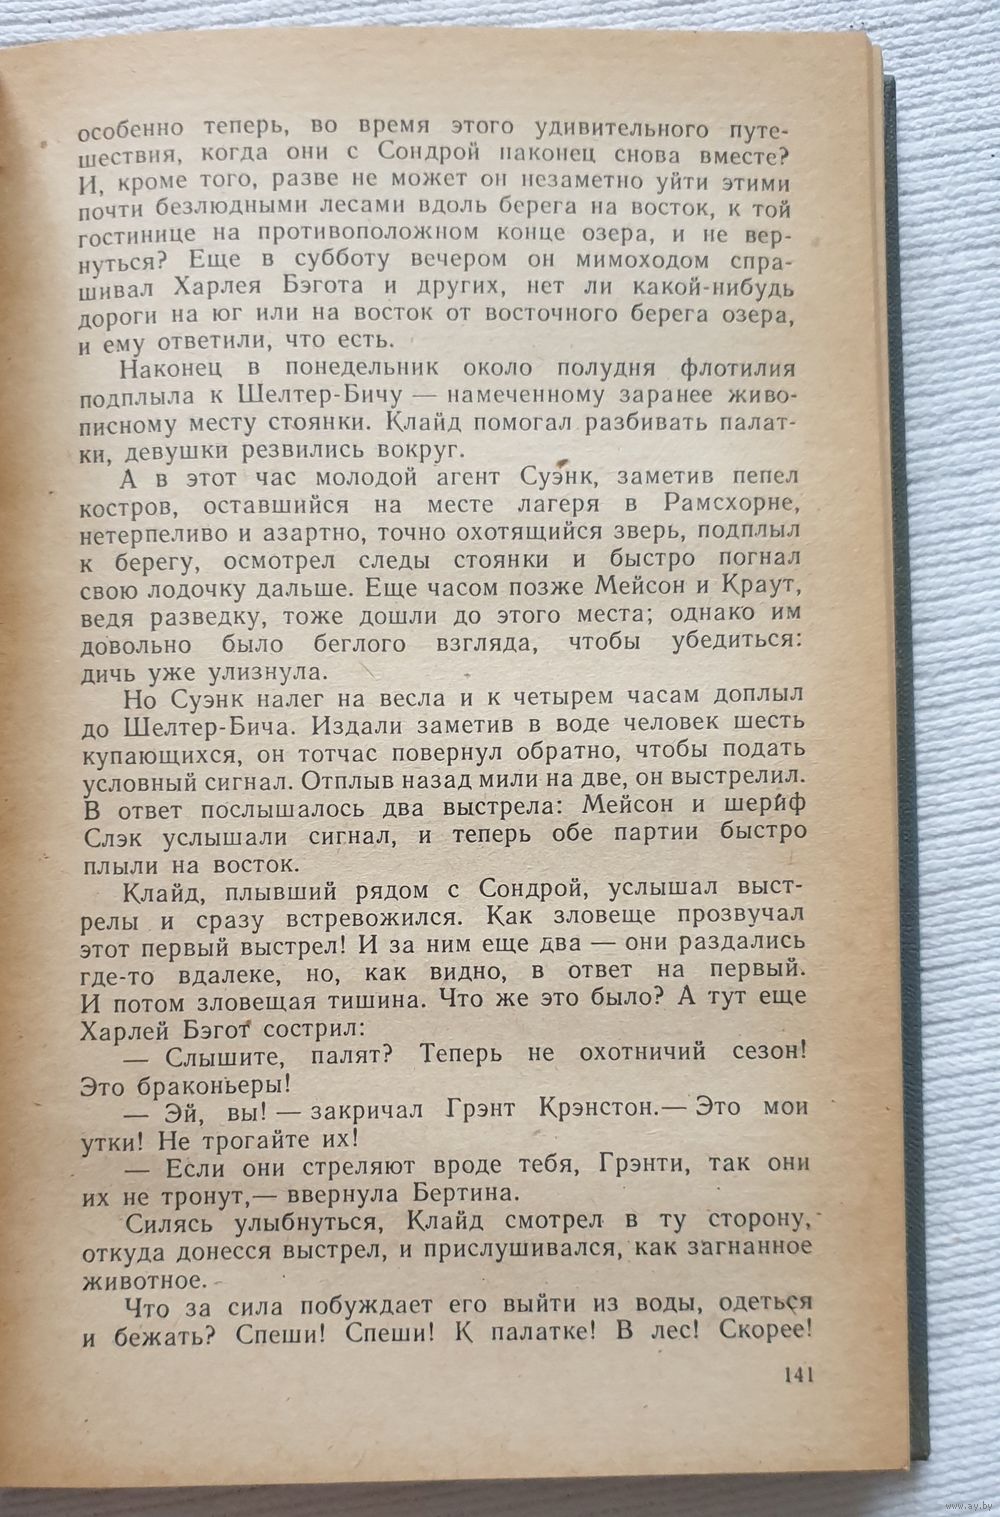 особенно теперь, во время этого удивительного путе-
шествия, когда они с Сондрой наконец снова вместе?
И, кроме того, разве не может он незаметно уйти этими
почти безлюдными лесами вдоль берега на восток, к той
гостинице на противоположном конце озера, и не вер-
нуться? Еще в субботу вечером он мимоходом спра-
шивал Харлея Бэгота и других, нет ли какой-нибудь
дороги на юг или на восток от восточного берега озера,
и ему ответили, что есть.
Наконец в понедельник около полудня флотилия
подплыла к Шелтер-Бичу — намеченному заранее живо-
писному месту стоянки. Клайд помогал разбивать палат-
ки, девушки резвились вокруг.
А в этот час молодой агент Суэнк, заметив пепел
костров, оставшийся на месте лагеря в Рамсхорне,
нетерпеливо и азартно, точно охотящийся зверь, подплыл
к берегу, осмотрел следы стоянки и быстро погнал
свою лодочку дальше. Еще часом позже Мейсон и Краут,
ведя разведку, тоже дошли до этого места; однако им
довольно было беглого взгляда, чтобы убедиться:
дичь уже улизнула.
Но Суэнк налег на весла и к четырем часам доплыл
до Шелтер-Бича. Издали заметив в воде человек шесть
купающихся, он тотчас повернул обратно, чтобы подать
условный сигнал. Отплыв назад мили на две, он выстрелил.
В ответ послышалось два выстрела: Мейсон и шериф
Слэк услышали сигнал, и теперь обе партии быстро
плыли на восток.
Клайд, плывший рядом с Сондрой, услышал выст-
релы и сразу встревожился. Как зловеще прозвучал
этот первый выстрел! И за ним еще два — они раздались
где-то вдалеке, но, как видно, в ответ на первый.
И потом зловещая тишина. Что же это было? А тут еще
Харлей Бэгот сострил:
— Слышите, палят? Теперь не охотничий сезон!
Это браконьеры!
— Эй, вы! — закричал Грэнт Крэнстон.— Это мои
утки! Не трогайте их!
— Если они стреляют вроде тебя, Грэнти, так они
их не тронут,— ввернула Бертина.
Силясь улыбнуться, Клайд смотрел в ту сторону,
откуда донесся выстрел, и прислушивался, как загнанное
животное.
Что за сила побуждает его выйти из воды, одеться
и бежать? Спеши! Спеши! К палатке! В лес! Скорее!
141
www.ay.by